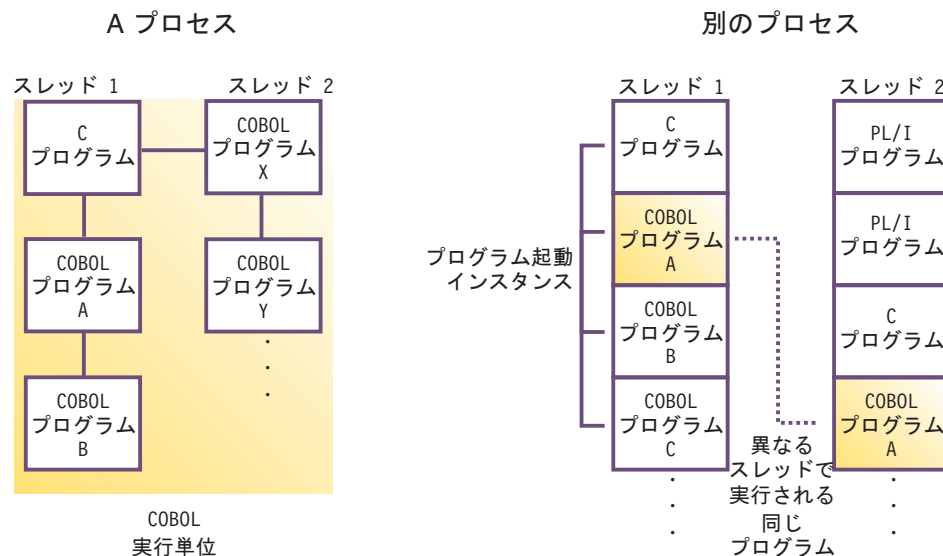 A プロセス
スレッド 1
スレッド 2
C
プログラム
COBOL
プログラム
X
COBOL
プログラム
A
COBOL
プログラム
Y
COBOL
プログラム
B
COBOL
実行単位
別のプロセス
スレッド 1
スレッド 2
プログラム起動
インスタンス
C
プログラム
COBOL
プログラム
A
COBOL
プログラム
B
COBOL
プログラム
C
PL/I
プログラム
PL/I
プログラム
C
プログラム
COBOL
プログラム
A
異なる
スレッドで
実行される
同じ
プログラム